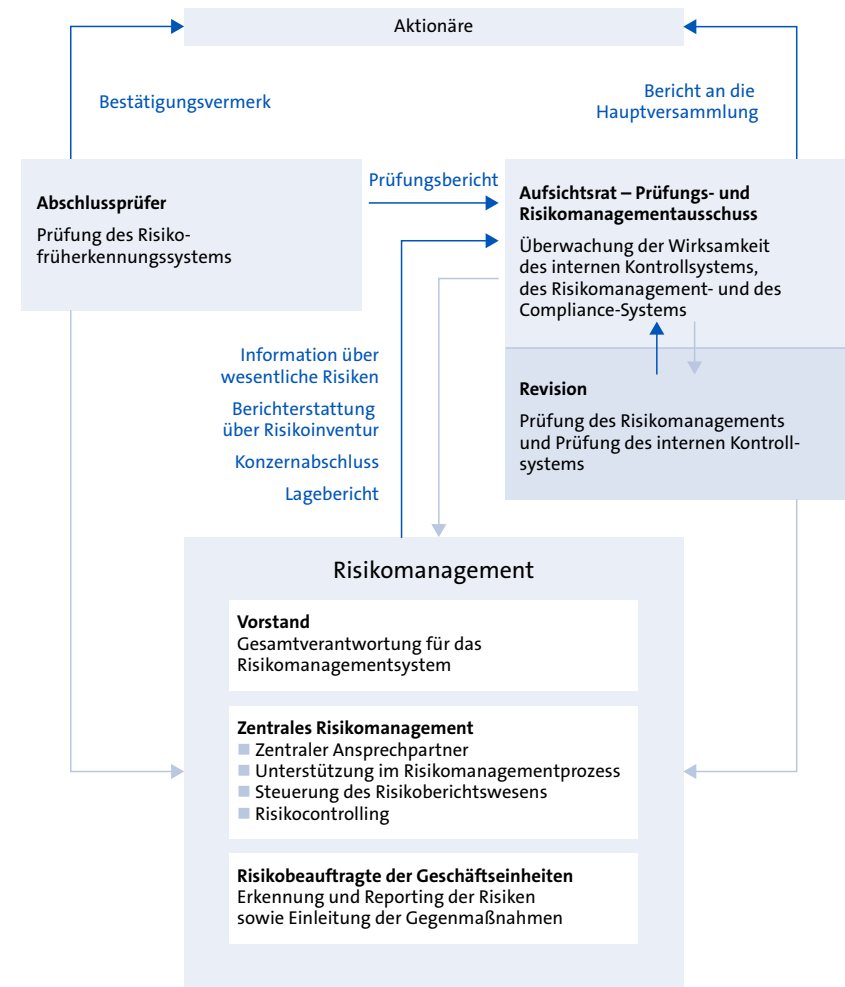 Aktionäre
Bestätigungsvermerk
Bericht an die
Hauptversammlung
Abschlussprüfer
Prüfung des Risiko-
früherkennungssystems
Prüfungsbericht
Aufsichtsrat – Prüfungs- und
Risikomanagementausschuss
Überwachung der Wirksamkeit
des internen Kontrollsystems,
des Risikomanagement- und des
Compliance-Systems
Information über
wesentliche Risiken
Berichterstattung
über Risikoinventur
Konzernabschluss
Lagebericht
Revision
Prüfung des Risikomanagements
und Prüfung des internen Kontroll-
systems
Risikomanagement
Vorstand
Gesamtverantwortung für das
Risikomanagementsystem
Zentrales Risikomanagement
Zentraler Ansprechpartner
Unterstützung im Risikomanagementprozess
Steuerung des Risikoberichtswesens
Risikocontrolling
Risikobeauftragte der Geschäftseinheiten
Erkennung und Reporting der Risiken
sowie Einleitung der Gegenmaßnahmen